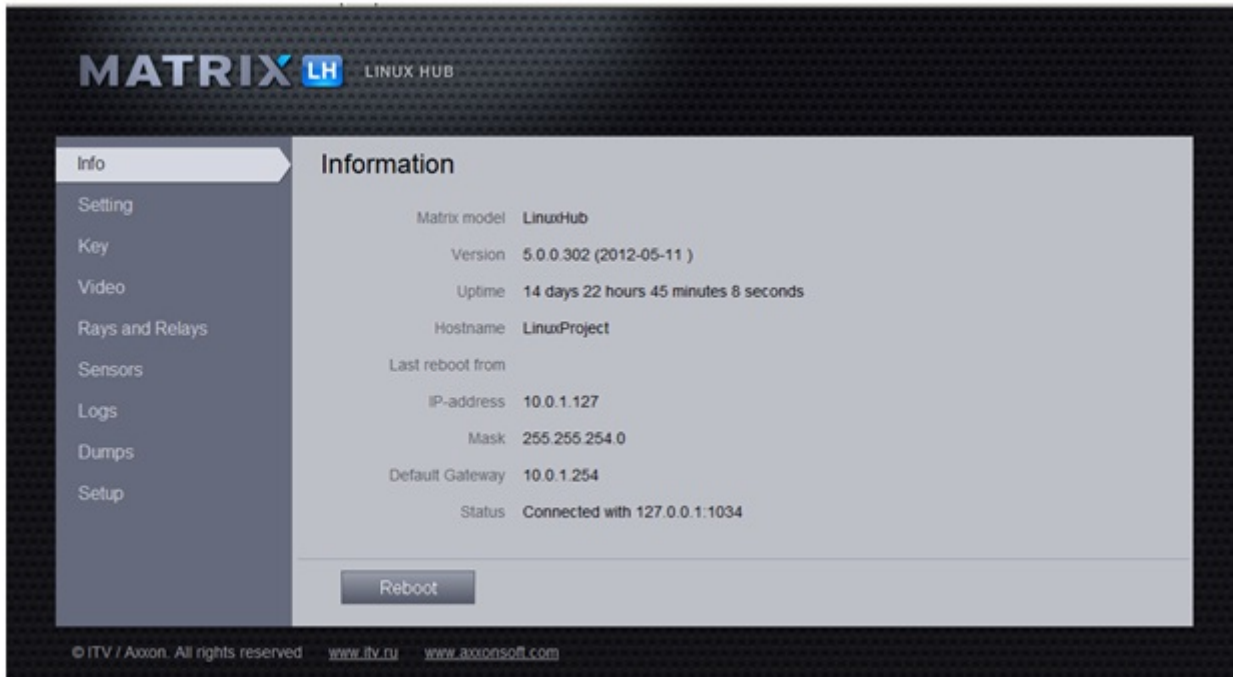 MATRIX LH LINUX HUB
Info
Setting
Key
Video
Rays and Relays
Sensors
Logs
Dumps
Setup
Information
Matrix model LinuxHub
Version 5.0.0.302 (2012-05-11 )
Uptime 14 days 22 hours 45 minutes 8 seconds
Hostname LinuxProject
Last reboot from
IP-address 10.0.1.127
Mask 255.255.254.0
Default Gateway 10.0.1.254
Status Connected with 127.0.0.1:1034
Reboot
© ITV / Axxon. All rights reserved www.itv.ru www.axxonsoft.com